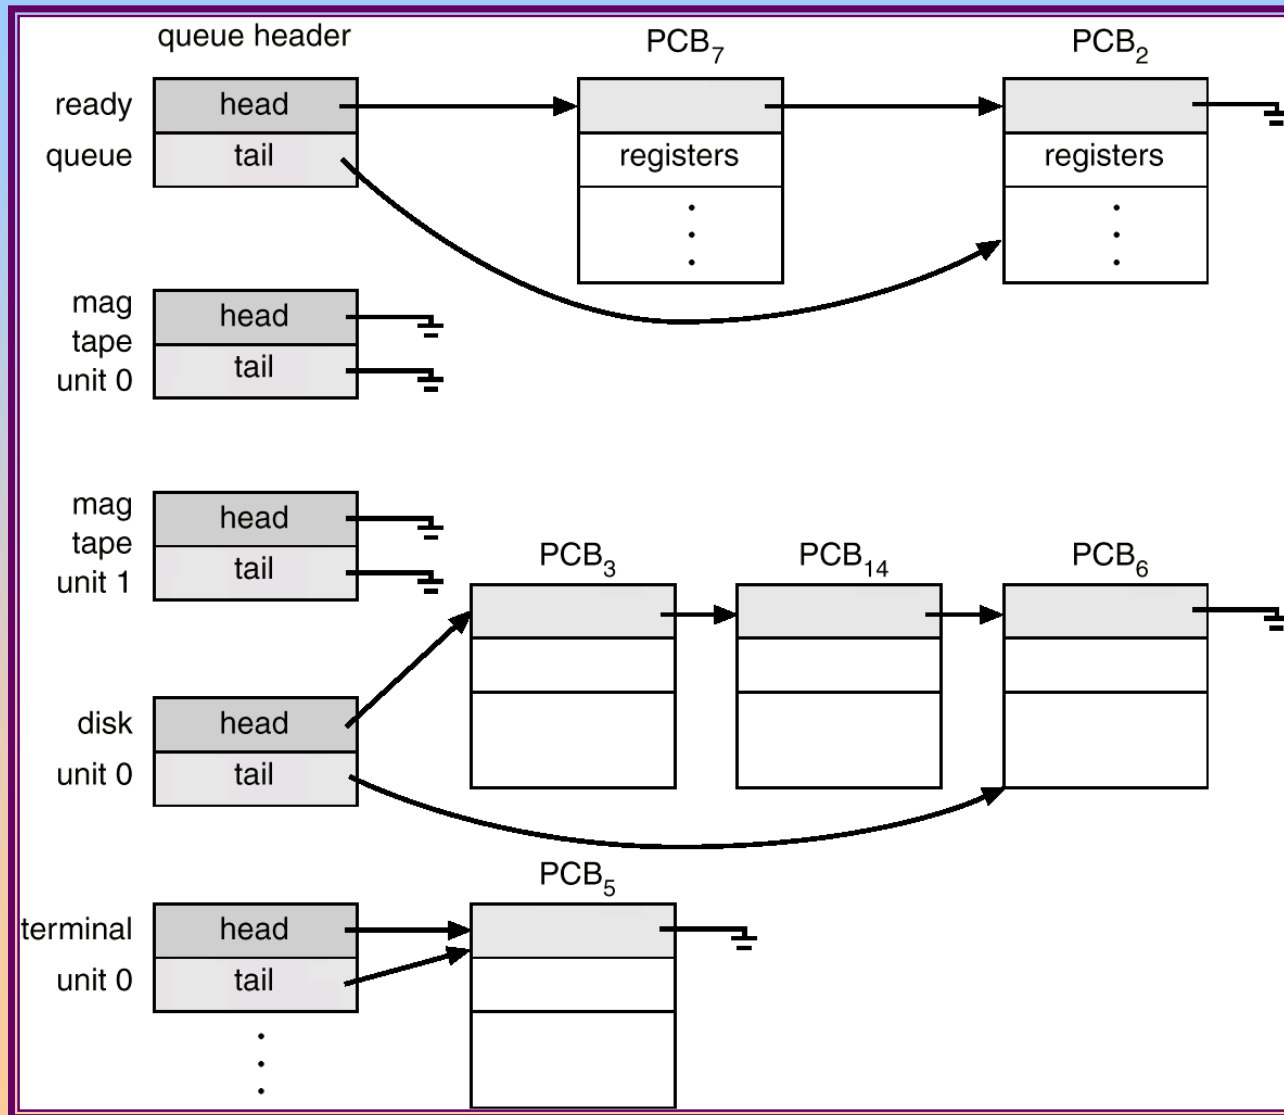 queue header
PCB7
PCB2
ready
queue
head
tail
registers
registers
mag
tape
unit 0
head
tail
mag
tape
unit 1
head
tail
PCB3
PCB14
PCB6
disk
unit 0
head
tail
PCB5
terminal
unit 0
head
tail